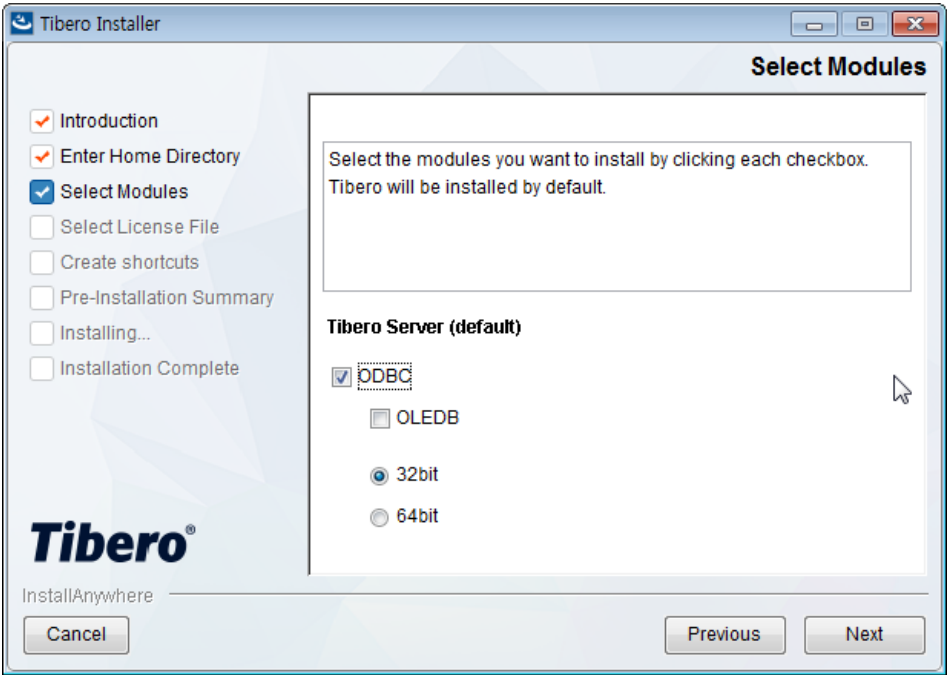 Tibero Installer
Select Modules
Introduction
Enter Home Directory
Select Modules
Select License File
Create shortcuts
Pre-Installation Summary
Installing...
Installation Complete
Select the modules you want to install by clicking each checkbox.
Tibero will be installed by default.
Tibero Server (default)
ODBC
OLEDB
32bit
64bit
Tibero®
InstallAnywhere
Cancel
Previous
Next